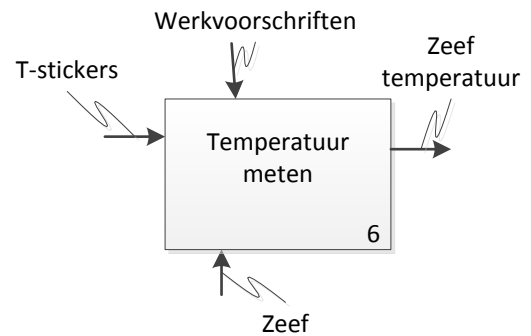 Werkvoorschriften
T-stickers
Zeef
temperatuur
Temperatuur
meten
6
Zeef